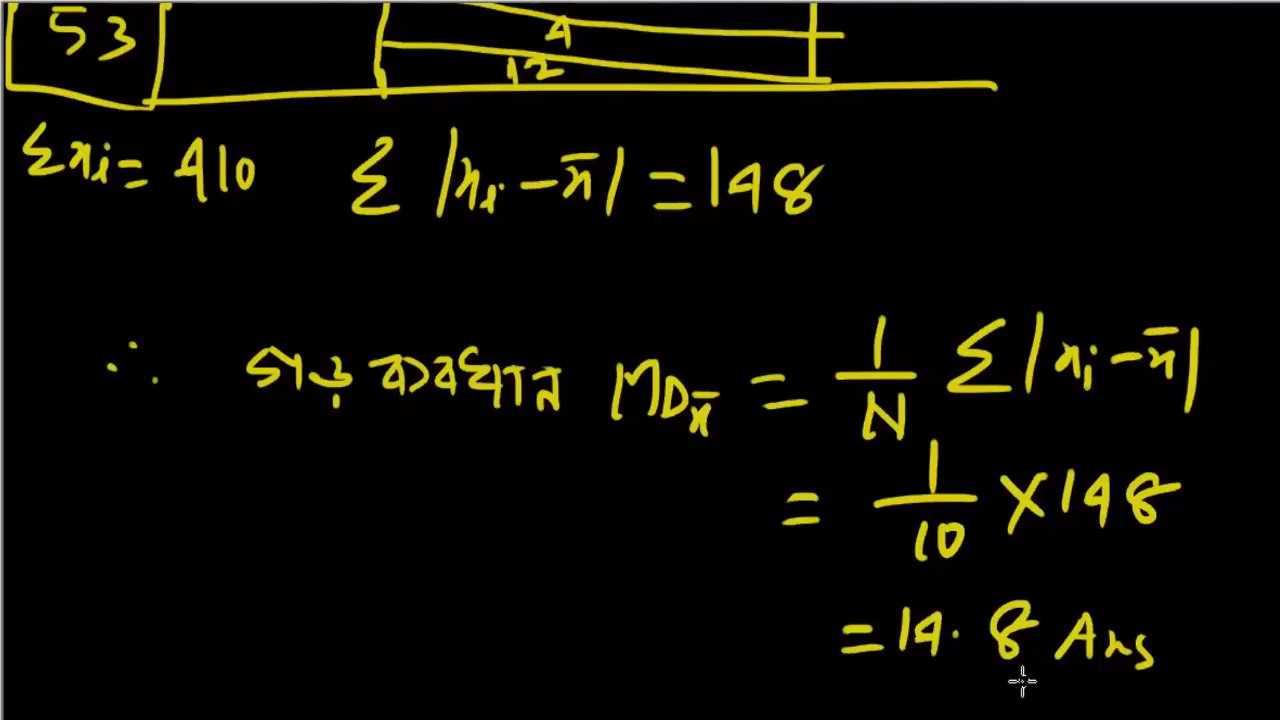 53
4
12
Σxi = 410 Σ |xi - x̄| = 148
∴ গড় ব্যবধান MDx̄ = 1/N Σ|xi - x̄|
= 1/10 × 148
= 14.8 Ans